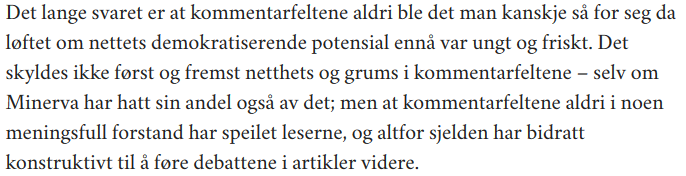 Det lange svaret er at kommentarfeltene aldri ble det man kanskje så for seg da
løftet om nettets demokratiserende potensial ennå var ungt og friskt. Det
skyldes ikke først og fremst netthets og grums i kommentarfeltene – selv om
Minerva har hatt sin andel også av det; men at kommentarfeltene aldri i noen
meningsfull forstand har speilet leserne, og altfor sjelden har bidratt
konstruktivt til å føre debattene i artikler videre.